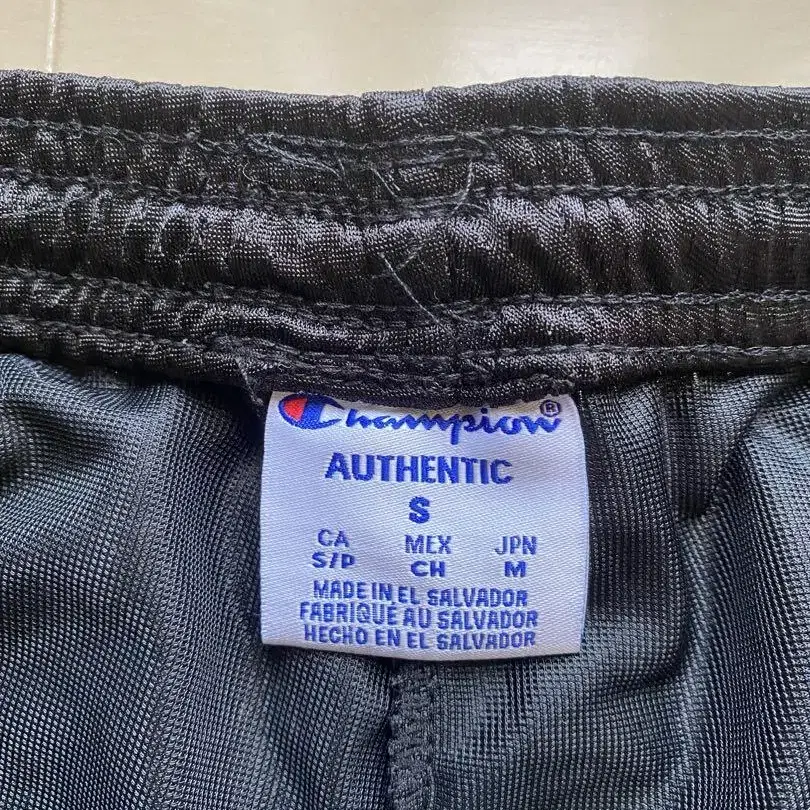 Champion®
AUTHENTIC
S
CA MEX JPN
S/P CH M
MADE IN EL SALVADOR
FABRIQUÉ AU SALVADOR
HECHO EN EL SALVADOR